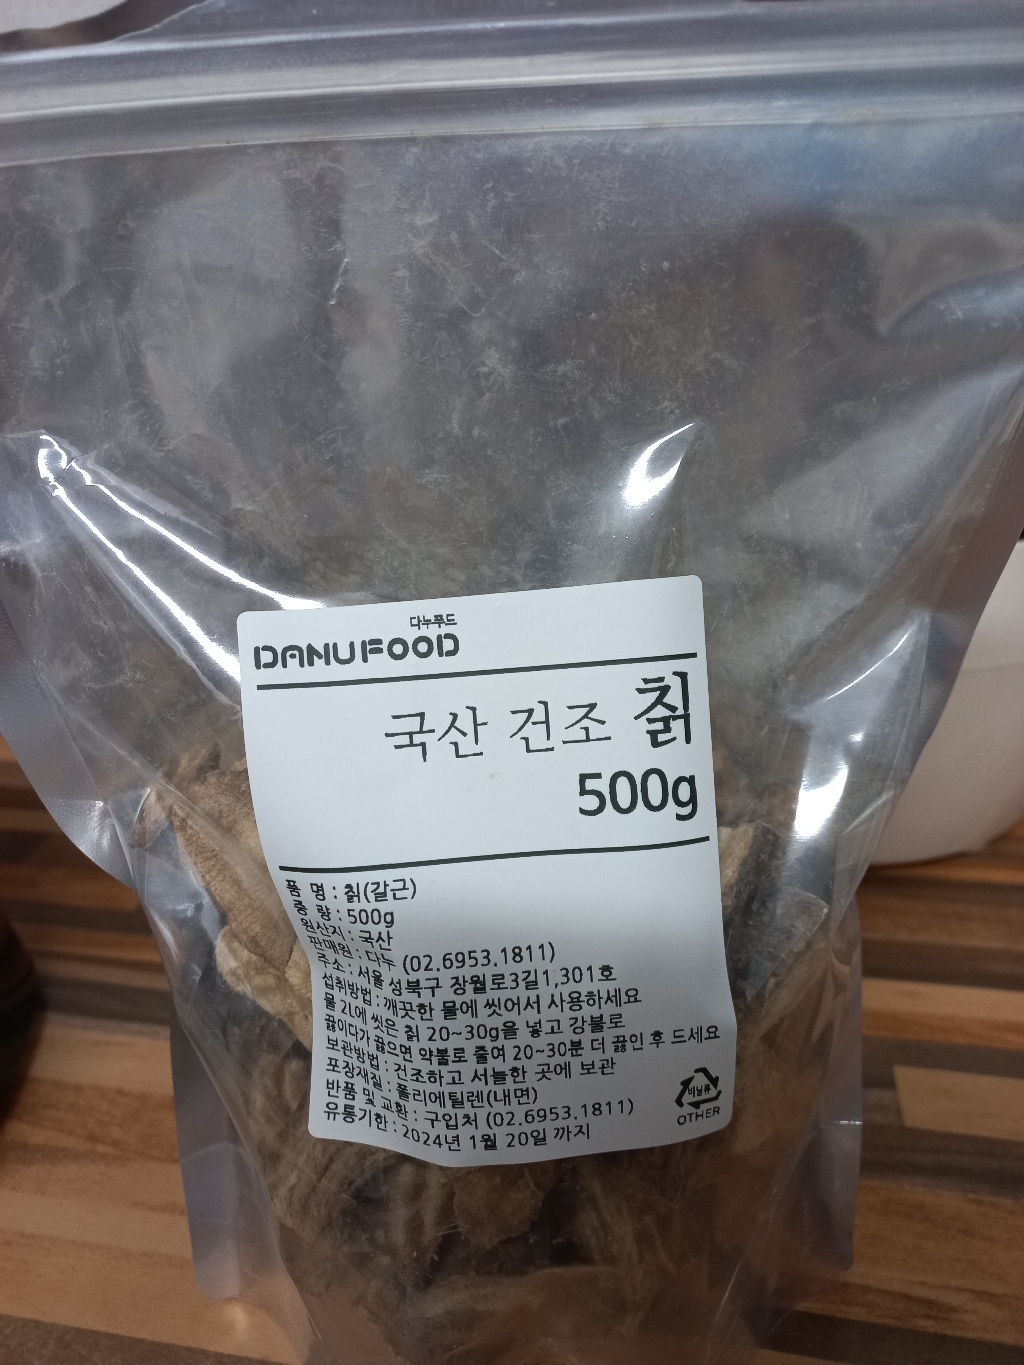 다누푸드
DANUFOOD
국산 건조 칡
500g
품 명 : 칡(갈근)
중 량 : 500g
원산지 : 국산
판매원 : 다누 (02.6953.1811)
주소 : 서울 성북구 장월로3길1,301호
섭취방법 : 깨끗한 물에 씻어서 사용하세요
물 2L에 씻은 칡 20~30g을 넣고 강불로
끓이다가 끓으면 약불로 줄여 20~30분 더 끓인 후 드세요
보관방법 : 건조하고 서늘한 곳에 보관
포장재질 : 폴리에틸렌(내면)
반품 및 교환 : 구입처 (02.6953.1811)
유통기한 : 2024년 1월 20일 까지
비닐류
OTHER